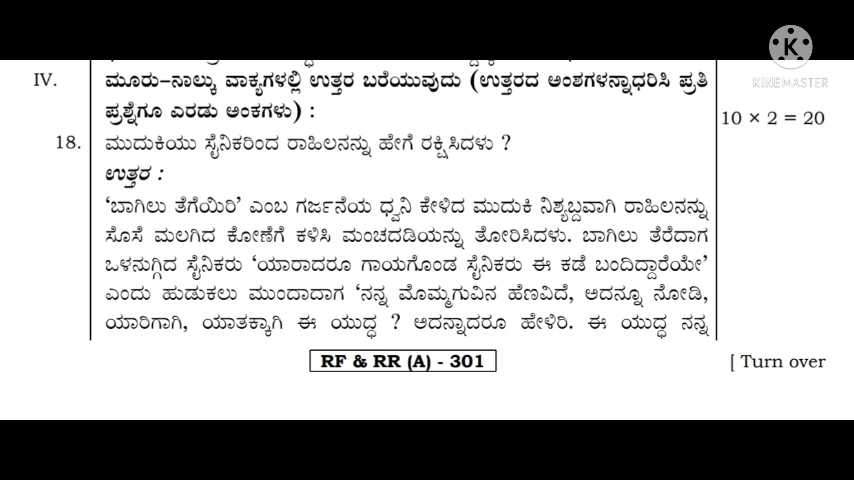 K
KINEMASTER
IV. ಮೂರು-ನಾಲ್ಕು ವಾಕ್ಯಗಳಲ್ಲಿ ಉತ್ತರ ಬರೆಯುವುದು (ಉತ್ತರದ ಅಂಶಗಳನ್ನಾಧರಿಸಿ ಪ್ರತಿ
ಪ್ರಶ್ನೆಗೂ ಎರಡು ಅಂಕಗಳು) : 10 × 2 = 20
18. ಮುದುಕಿಯು ಸೈನಿಕರಿಂದ ರಾಹಿಲನನ್ನು ಹೇಗೆ ರಕ್ಷಿಸಿದಳು ?
ಉತ್ತರ :
‘ಬಾಗಿಲು ತೆಗೆಯಿರಿ’ ಎಂಬ ಗರ್ಜನೆಯ ಧ್ವನಿ ಕೇಳಿದ ಮುದುಕಿ ನಿಶ್ಯಬ್ದವಾಗಿ ರಾಹಿಲನನ್ನು
ಸೊಸೆ ಮಲಗಿದ ಕೋಣೆಗೆ ಕಳಿಸಿ ಮಂಚದಡಿಯನ್ನು ತೋರಿಸಿದಳು. ಬಾಗಿಲು ತೆರೆದಾಗ
ಒಳನುಗ್ಗಿದ ಸೈನಿಕರು ‘ಯಾರಾದರೂ ಗಾಯಗೊಂಡ ಸೈನಿಕರು ಈ ಕಡೆ ಬಂದಿದ್ದಾರೆಯೇ’
ಎಂದು ಹುಡುಕಲು ಮುಂದಾದಾಗ ‘ನನ್ನ ಮೊಮ್ಮಗುವಿನ ಹೆಣವಿದೆ, ಅದನ್ನೂ ನೋಡಿ,
ಯಾರಿಗಾಗಿ, ಯಾತಕ್ಕಾಗಿ ಈ ಯುದ್ಧ ? ಅದನ್ನಾದರೂ ಹೇಳಿರಿ. ಈ ಯುದ್ಧ ನನ್ನ
RF & RR (A) - 301
[ Turn over